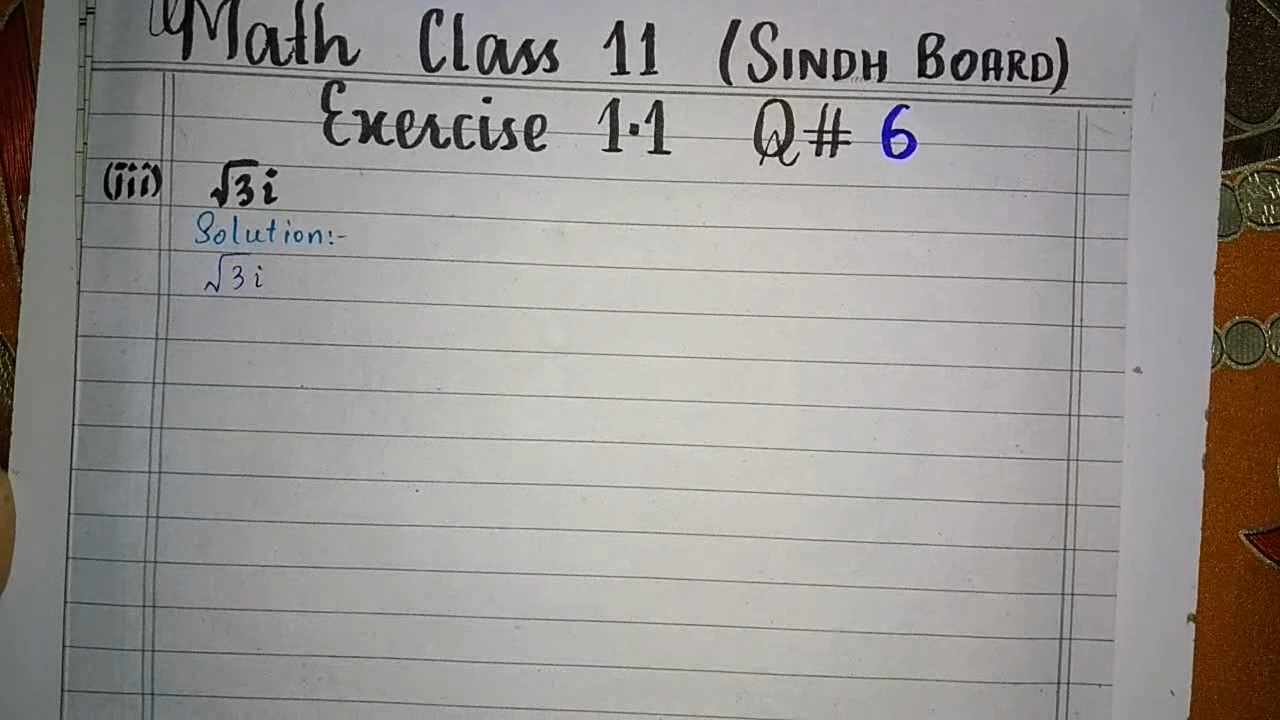 Math Class 11 (SINDH BOARD)
Exercise 1.1 Q# 6
(iii) √3i
Solution:-
√3i